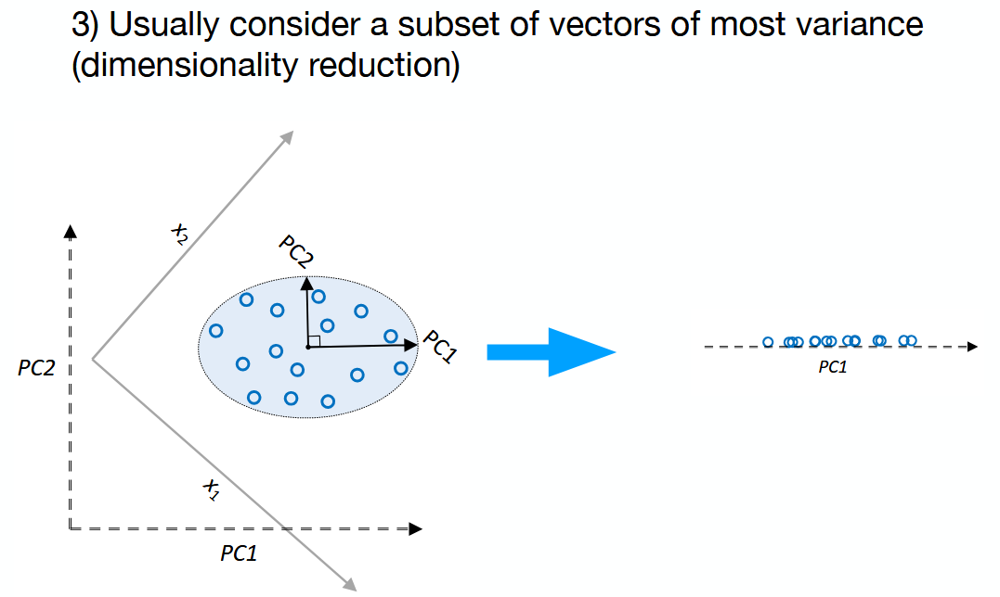 3) Usually consider a subset of vectors of most variance
(dimensionality reduction)
x₂
PC2
PC1
PC2
x₁
PC1
PC1